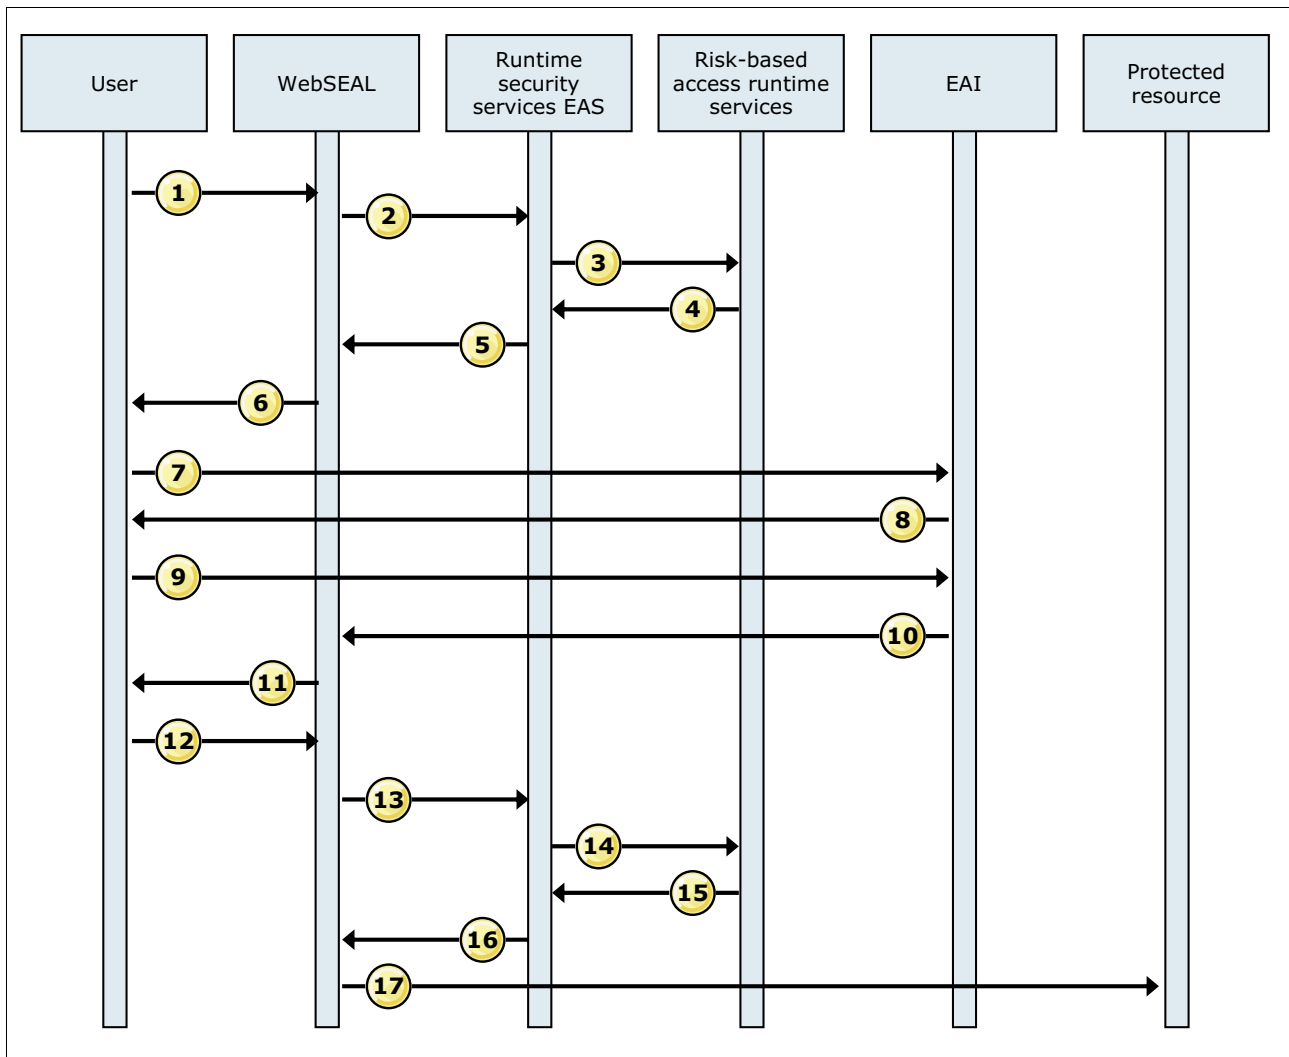 User
WebSEAL
Runtime
security
services EAS
Risk-based
access runtime
services
EAI
Protected
resource
1
2
3
4
5
6
7
8
9
10
11
12
13
14
15
16
17